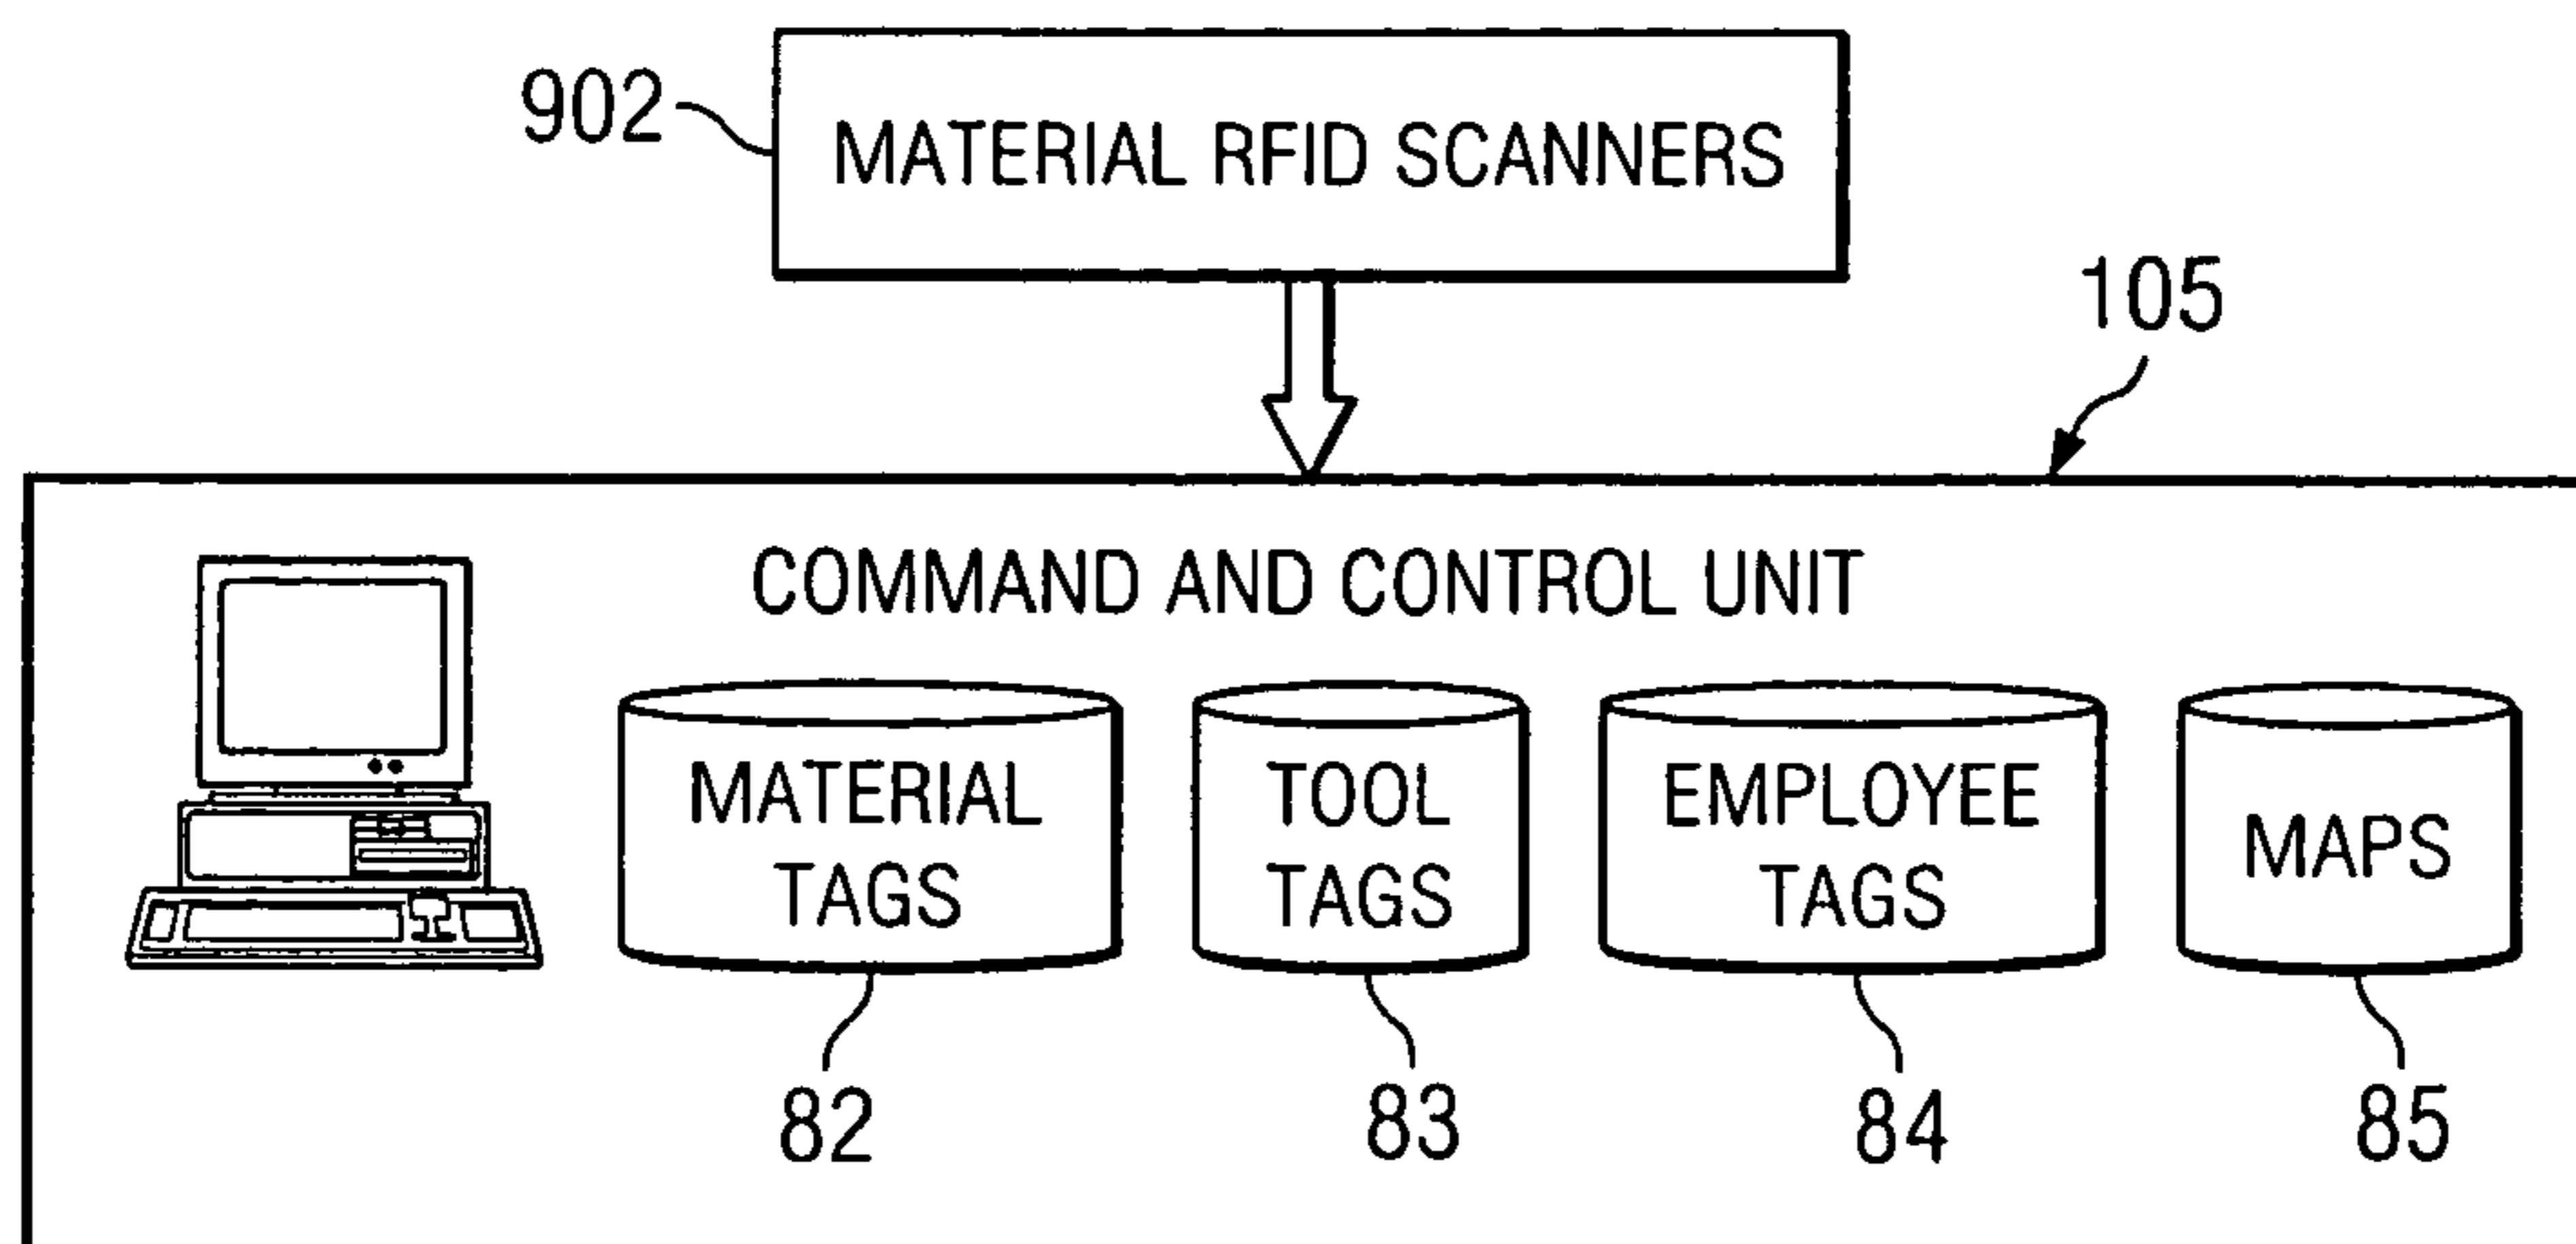 902
MATERIAL RFID SCANNERS
105
COMMAND AND CONTROL UNIT
MATERIAL
TAGS
TOOL
TAGS
EMPLOYEE
TAGS
MAPS
82
83
84
85